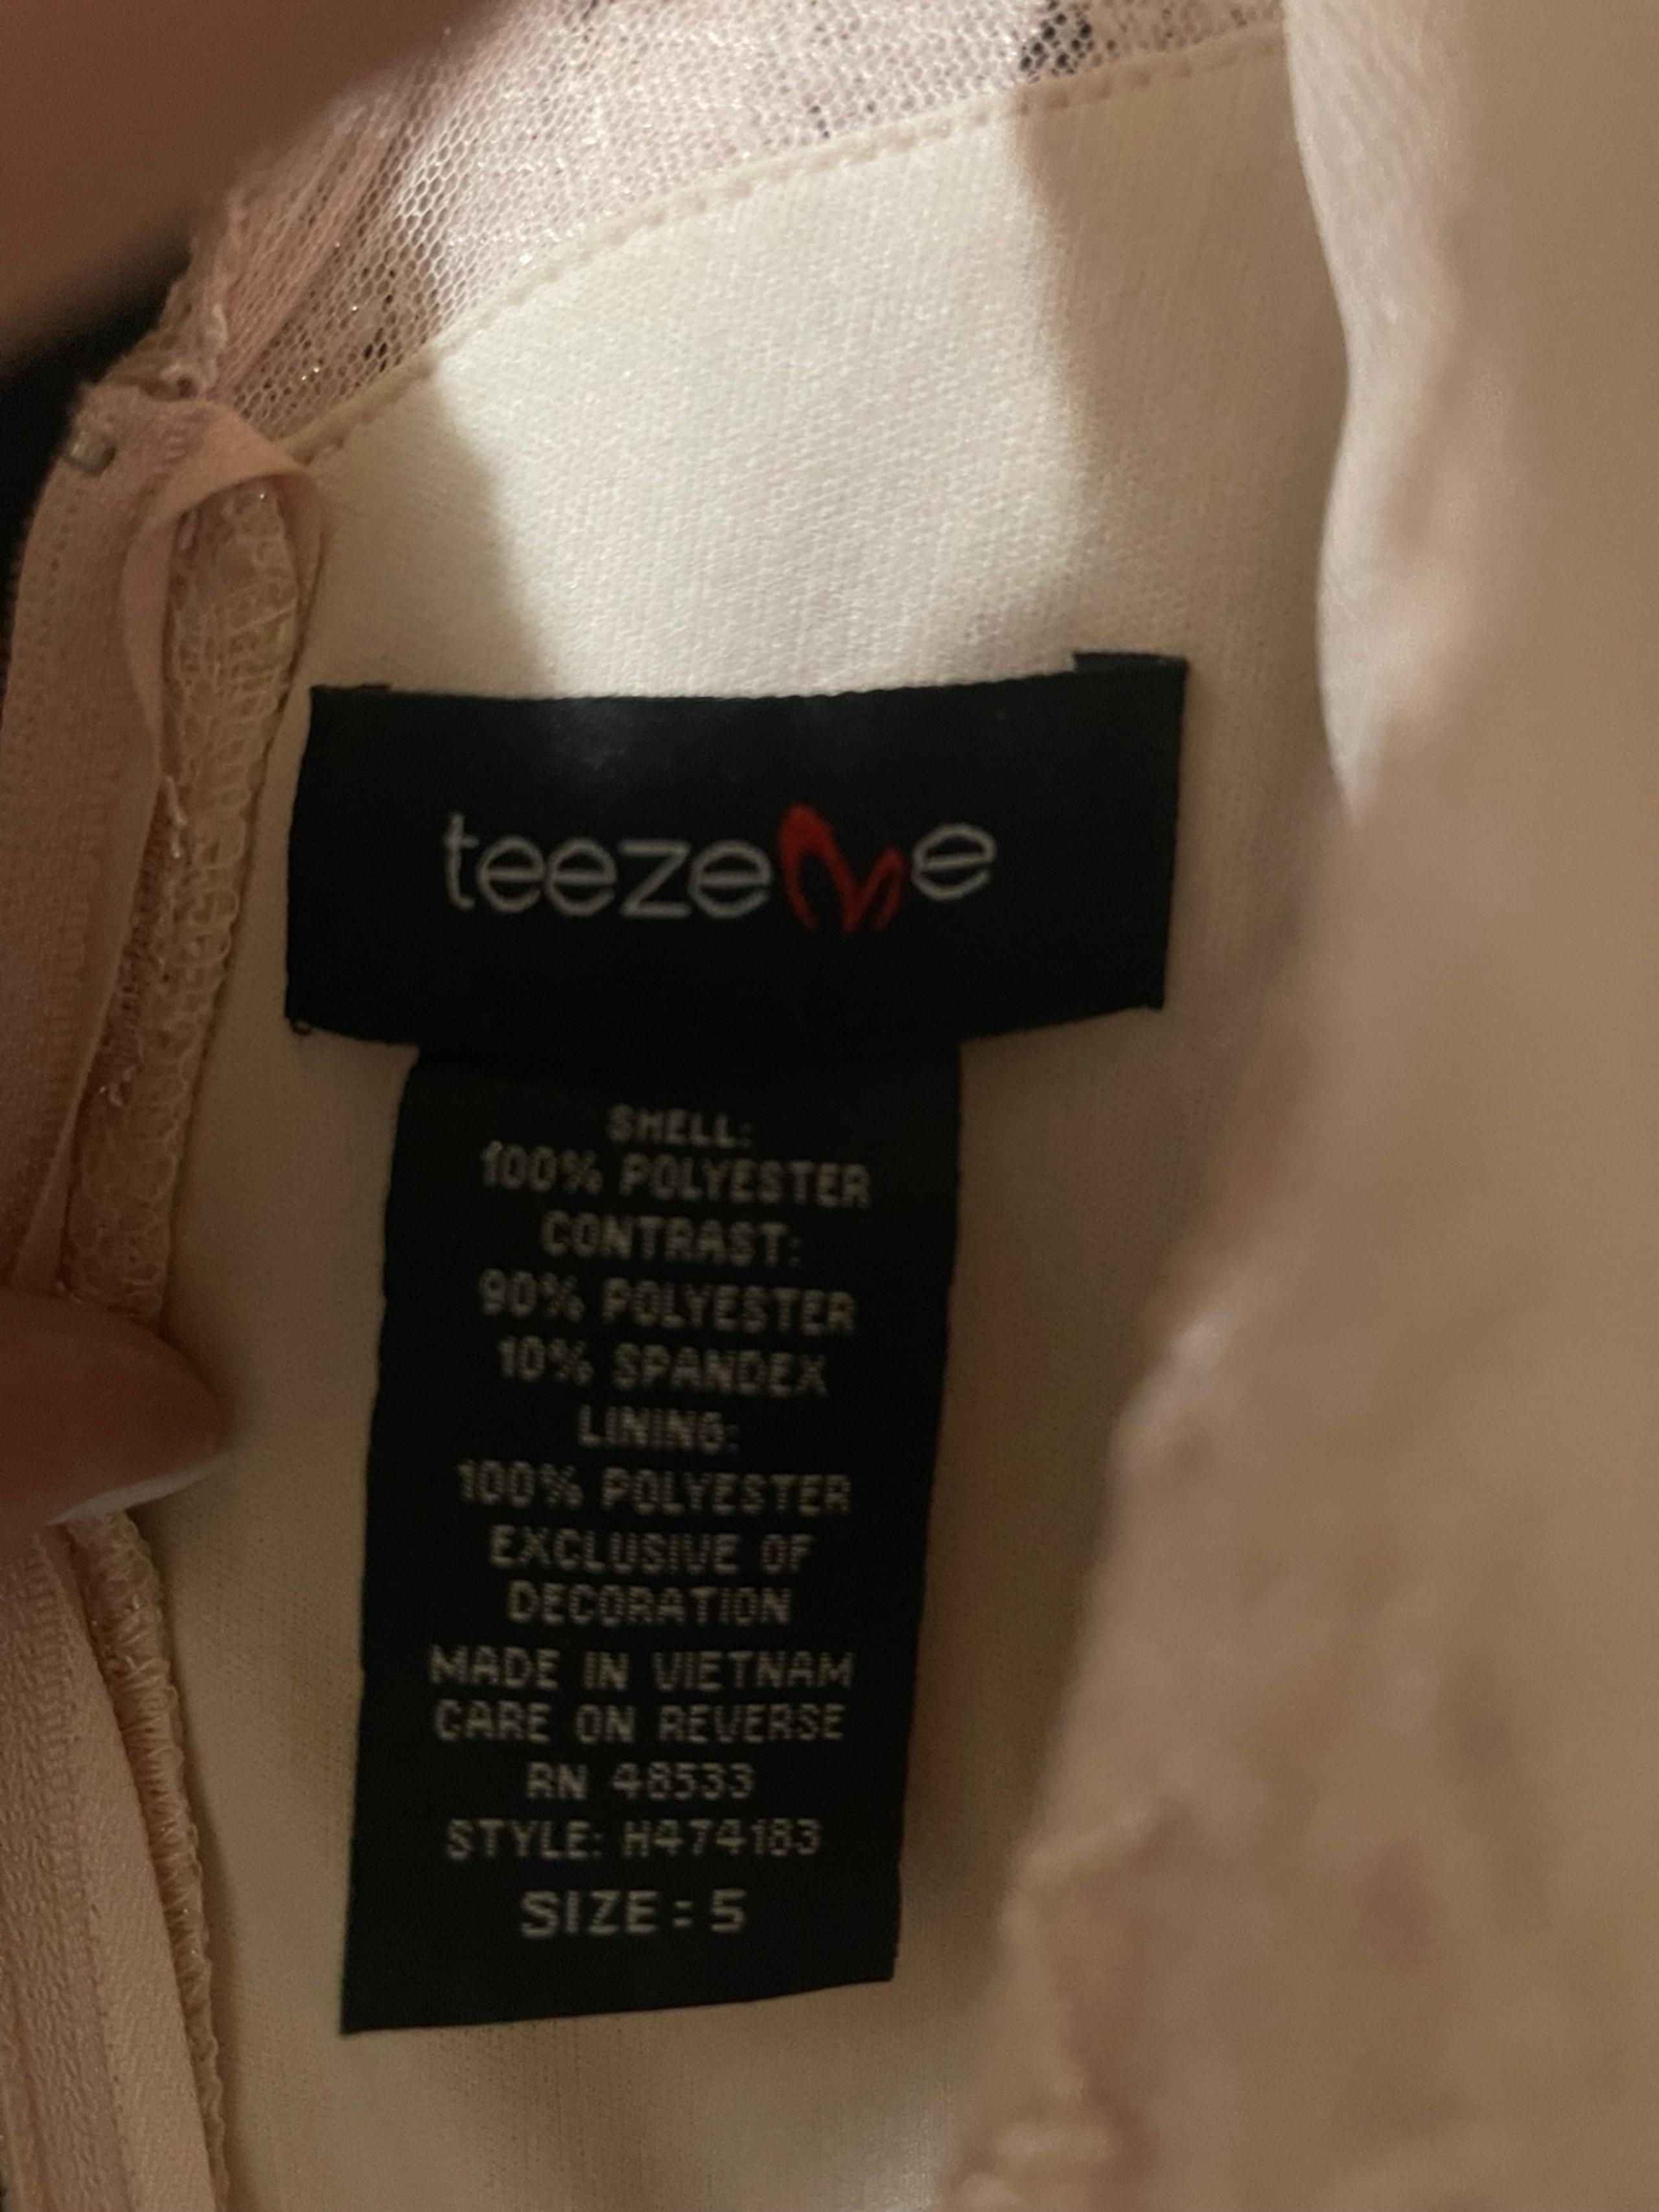 teezeMe
SHELL:
100% POLYESTER
CONTRAST:
90% POLYESTER
10% SPANDEX
LINING:
100% POLYESTER
EXCLUSIVE OF
DECORATION
MADE IN VIETNAM
CARE ON REVERSE
RN 48533
STYLE: H474183
SIZE: 5